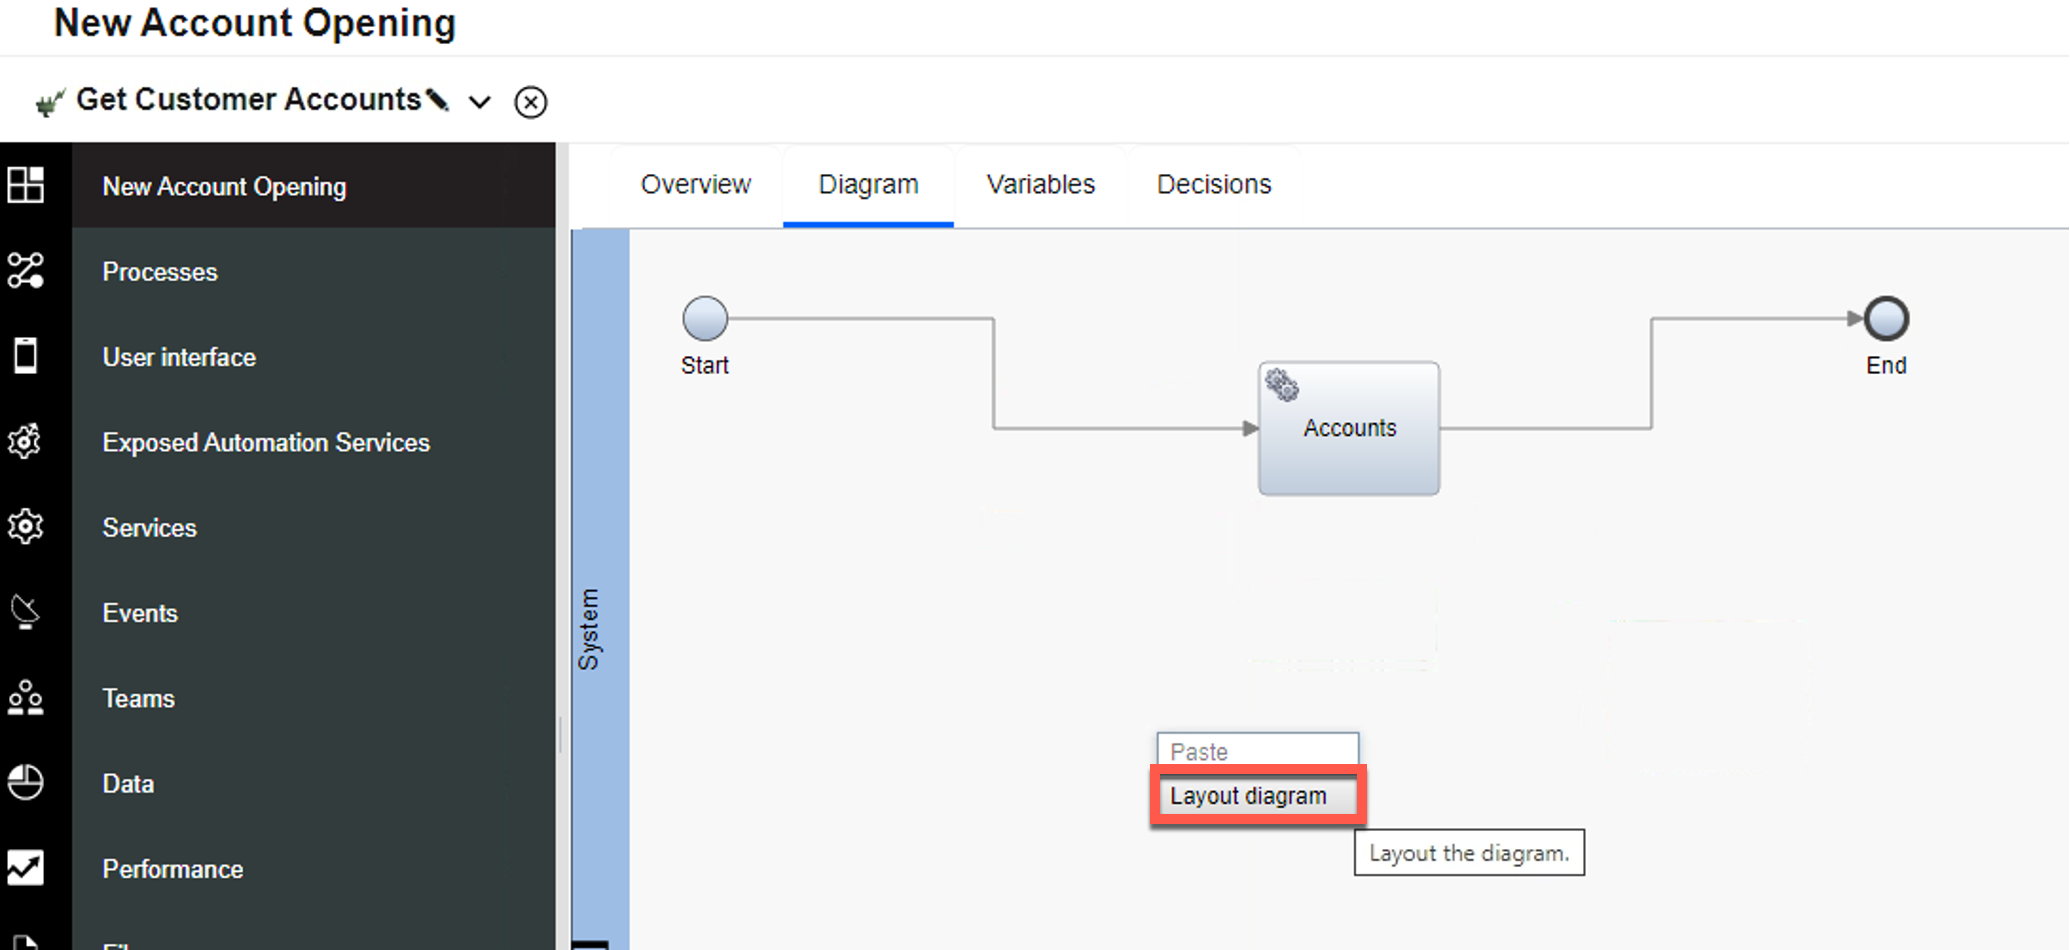 New Account Opening
Get Customer Accounts
New Account Opening
Processes
User interface
Exposed Automation Services
Services
Events
Teams
Data
Performance
Overview
Diagram
Variables
Decisions
System
Start
Accounts
End
Paste
Layout diagram
Layout the diagram.